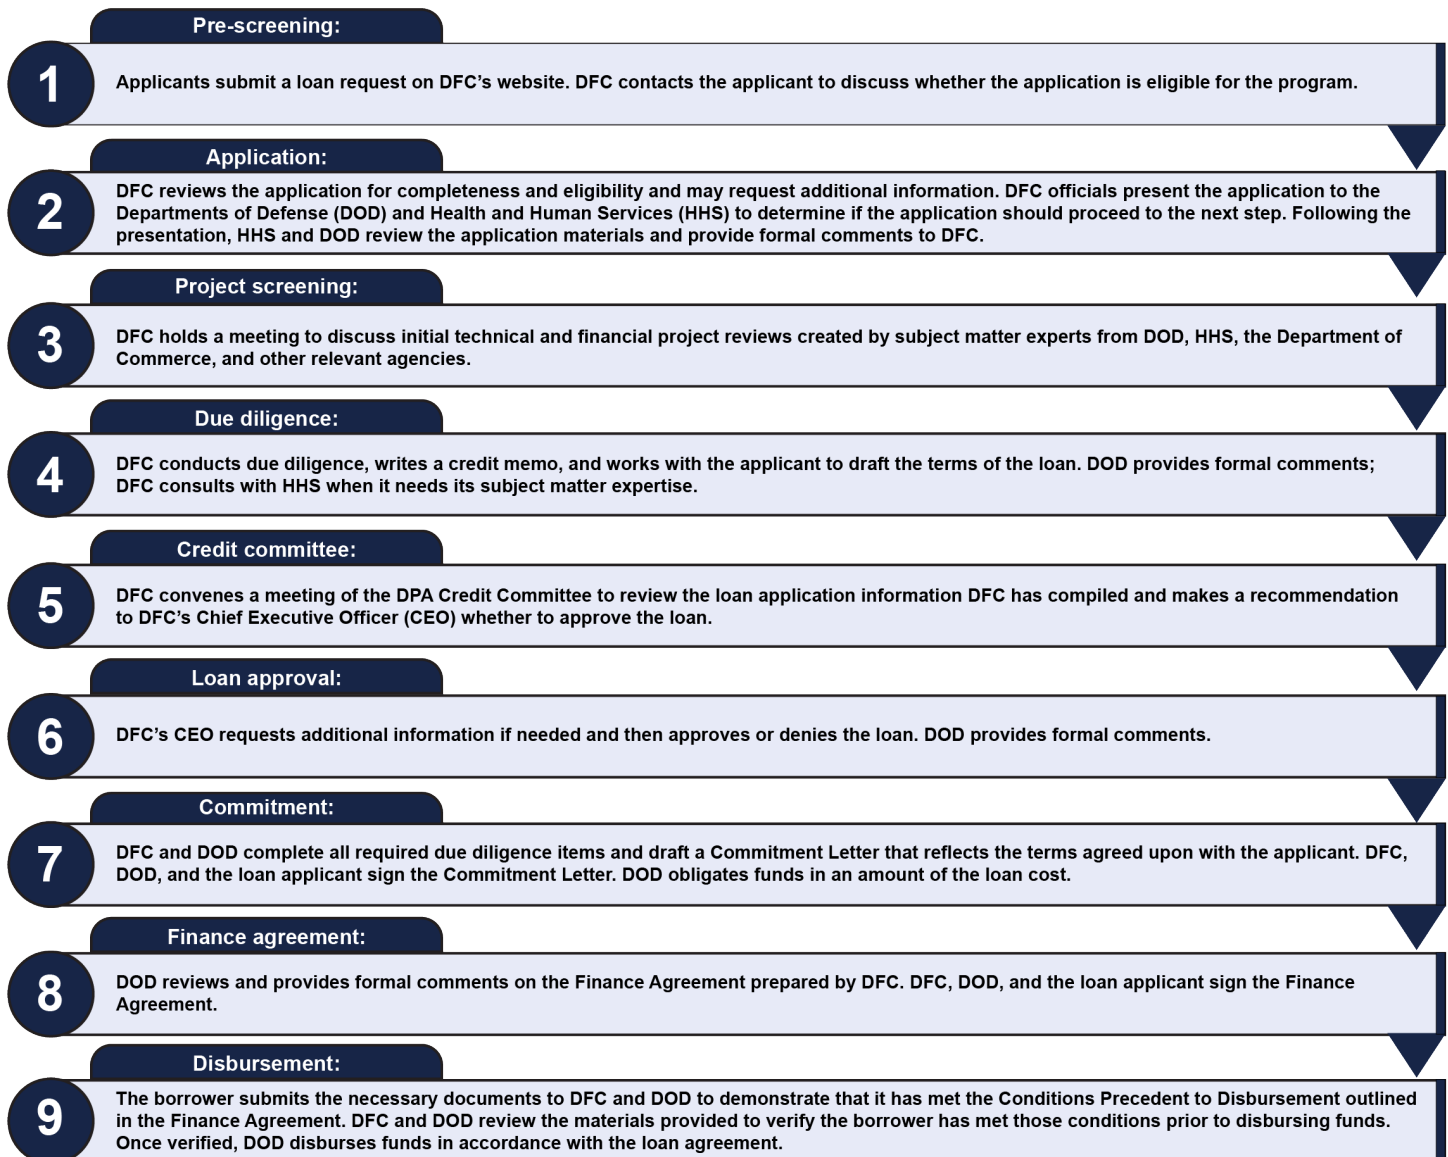 Pre-screening:
1
Applicants submit a loan request on DFC’s website. DFC contacts the applicant to discuss whether the application is eligible for the program.
Application:
2
DFC reviews the application for completeness and eligibility and may request additional information. DFC officials present the application to the
Departments of Defense (DOD) and Health and Human Services (HHS) to determine if the application should proceed to the next step. Following the
presentation, HHS and DOD review the application materials and provide formal comments to DFC.
Project screening:
3
DFC holds a meeting to discuss initial technical and financial project reviews created by subject matter experts from DOD, HHS, the Department of
Commerce, and other relevant agencies.
Due diligence:
4
DFC conducts due diligence, writes a credit memo, and works with the applicant to draft the terms of the loan. DOD provides formal comments;
DFC consults with HHS when it needs its subject matter expertise.
Credit committee:
5
DFC convenes a meeting of the DPA Credit Committee to review the loan application information DFC has compiled and makes a recommendation
to DFC’s Chief Executive Officer (CEO) whether to approve the loan.
Loan approval:
6
DFC’s CEO requests additional information if needed and then approves or denies the loan. DOD provides formal comments.
Commitment:
7
DFC and DOD complete all required due diligence items and draft a Commitment Letter that reflects the terms agreed upon with the applicant. DFC,
DOD, and the loan applicant sign the Commitment Letter. DOD obligates funds in an amount of the loan cost.
Finance agreement:
8
DOD reviews and provides formal comments on the Finance Agreement prepared by DFC. DFC, DOD, and the loan applicant sign the Finance
Agreement.
Disbursement:
9
The borrower submits the necessary documents to DFC and DOD to demonstrate that it has met the Conditions Precedent to Disbursement outlined
in the Finance Agreement. DFC and DOD review the materials provided to verify the borrower has met those conditions prior to disbursing funds.
Once verified, DOD disburses funds in accordance with the loan agreement.